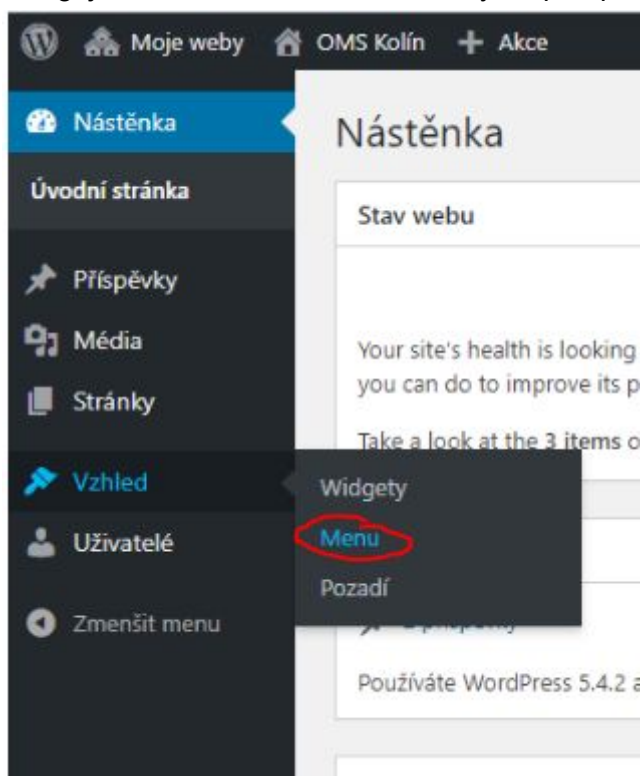 Moje weby OMS Kolín + Akce
Nástěnka
Nástěnka
Úvodní stránka
Stav webu
Příspěvky
Média
Your site's health is looking
you can do to improve its p
Stránky
Take a look at the 3 items o
Vzhled
Widgety
Uživatelé
Menu
Pozadí
Zmenšit menu
Používáte WordPress 5.4.2 a